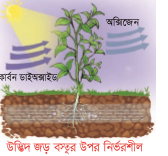 অক্সিজেন
কার্বন ডাইঅক্সাইড
উদ্ভিদ জড় বস্তুর উপর নির্ভরশীল